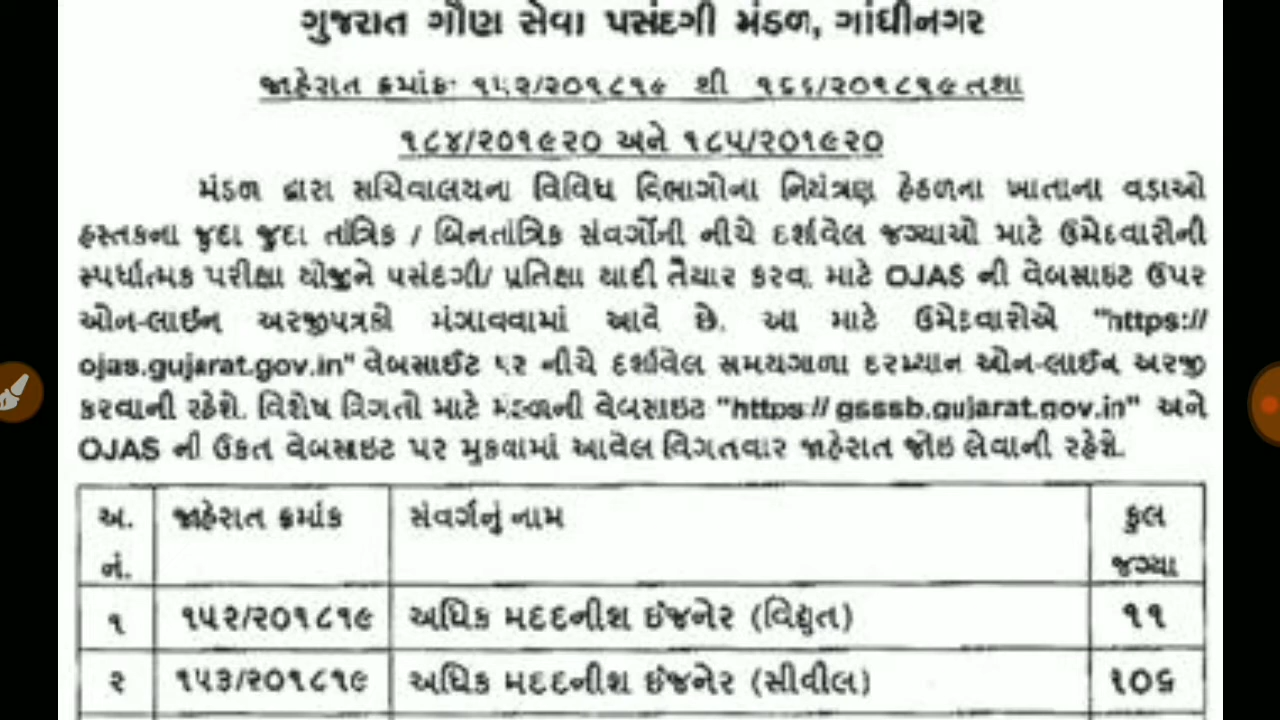 ગુજરાત ગૌણ સેવા પસંદગી મંડળ, ગાંધીનગર
જાહેરાત ક્રમાંકઃ ૧૫૨/૨૦૧૮૧૯ થી ૧૬૬/૨૦૧૮૧૯ તથા
૧૮૪/૨૦૧૯૨૦ અને ૧૮૫/૨૦૧૯૨૦
મંડળ દ્વારા સચિવાલયના વિવિધ વિભાગોના નિયંત્રણ હેઠળના ખાતાના વડાઓ
હસ્તકના જુદા જુદા તાંત્રિક / બિનતાંત્રિક સંવર્ગોની નીચે દર્શાવેલ જગ્યાઓ માટે ઉમેદવારોની
સ્પર્ધાત્મક પરીક્ષા યોજીને પસંદગી/ પ્રતિક્ષા યાદી તૈયાર કરવા માટે OJAS ની વેબસાઇટ ઉપર
ઓન-લાઈન અરજીપત્રકો મંગાવવામાં આવે છે. આ માટે ઉમેદવારોએ "https://
ojas.gujarat.gov.in" વેબસાઈટ પર નીચે દર્શાવેલ સમયગાળા દરમ્યાન ઓન-લાઈન અરજી
કરવાની રહેશે. વિશેષ વિગતો માટે મંડળની વેબસાઇટ "https:// gsssb.gujarat.gov.in" અને
OJAS ની ઉકત વેબસાઇટ પર મુકવામાં આવેલ વિગતવાર જાહેરાત જોઇ લેવાની રહેશે.
અ. નં. જાહેરાત ક્રમાંક સંવર્ગનું નામ કુલ જગ્યા
૧ ૧૫૨/૨૦૧૮૧૯ અધિક મદદનીશ ઇંજનેર (વિદ્યુત) ૧૧
૨ ૧૫૩/૨૦૧૮૧૯ અધિક મદદનીશ ઇંજનેર (સીવીલ) ૧૦૬